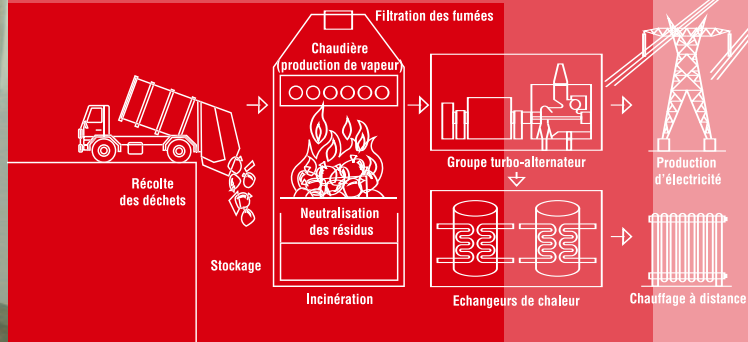 Filtration des fumées
Chaudière
(production de vapeur)
Récolte
des déchets
Stockage
Neutralisation
des résidus
Incinération
Groupe turbo-alternateur
Echangeurs de chaleur
Production
d'électricité
Chauffage à distance